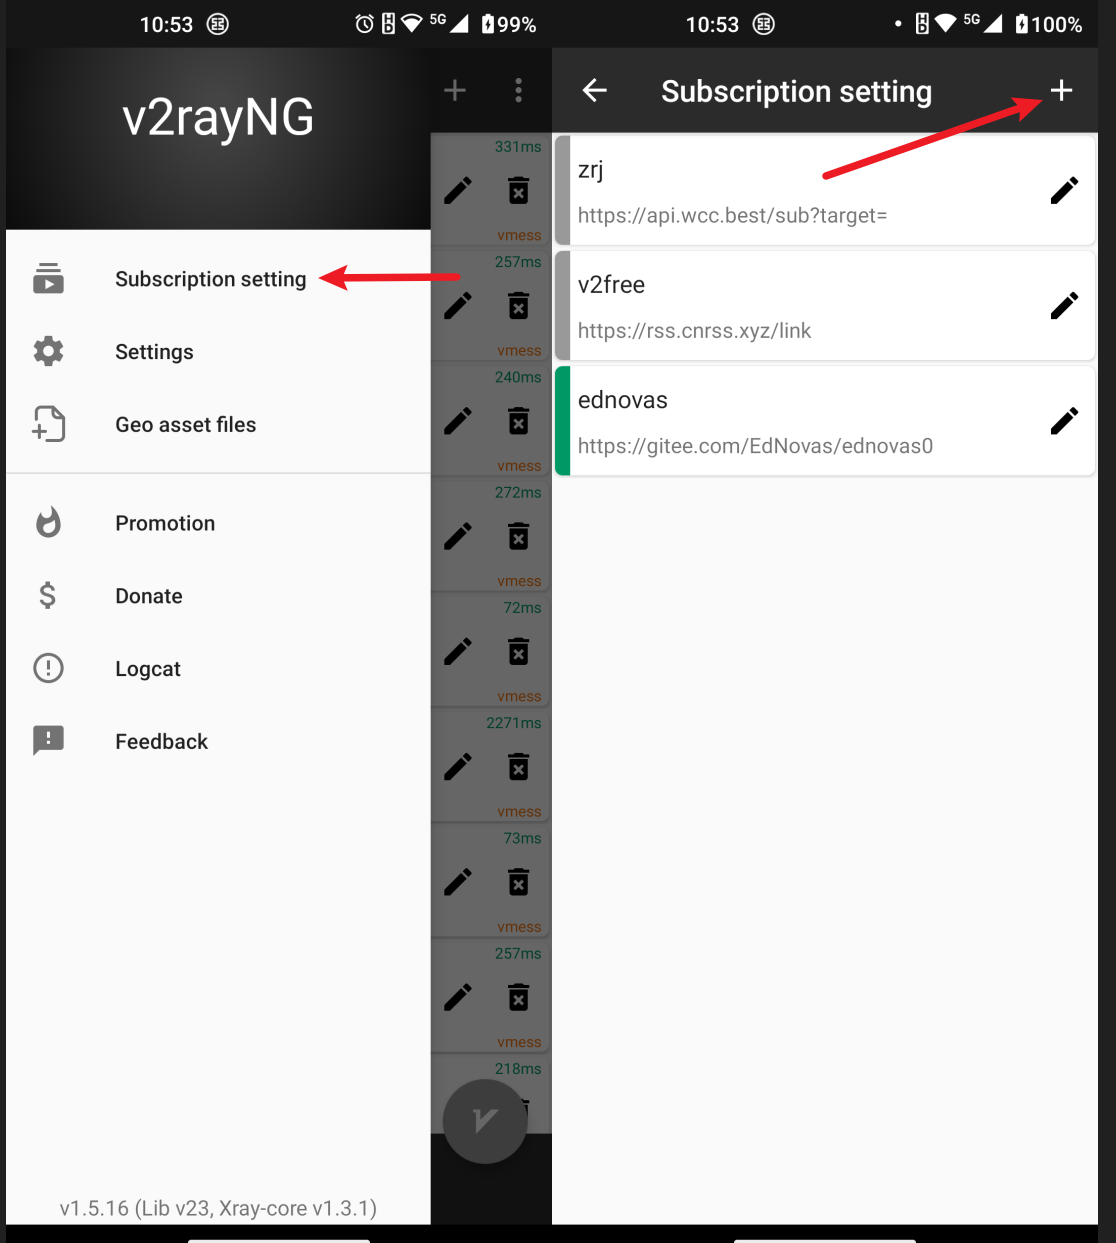 10:53
5G
99%
v2rayNG
Subscription setting
Settings
Geo asset files
Promotion
Donate
Logcat
Feedback
v1.5.16 (Lib v23, Xray-core v1.3.1)
331ms
vmess
257ms
vmess
240ms
vmess
272ms
vmess
72ms
vmess
2271ms
vmess
73ms
vmess
257ms
vmess
218ms
10:53
5G
100%
Subscription setting
zrj
https://api.wcc.best/sub?target=
v2free
https://rss.cnrss.xyz/link
ednovas
https://gitee.com/EdNovas/ednovas0